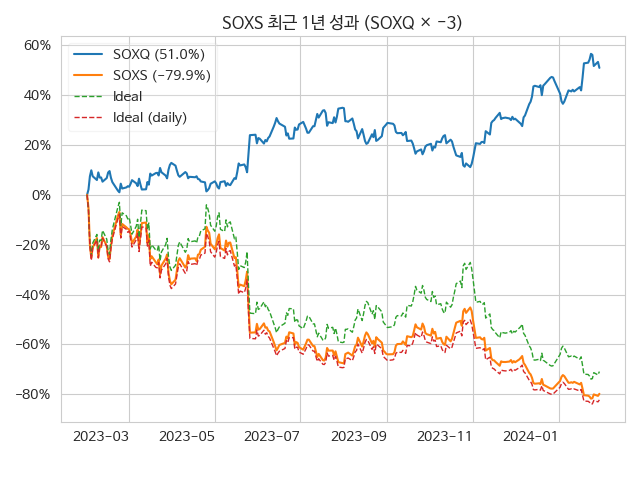 SOXS 최근 1년 성과 (SOXQ × −3)
60%
40%
20%
0%
−20%
−40%
−60%
−80%
SOXQ (51.0%)
SOXS (−79.9%)
Ideal
Ideal (daily)
2023−03
2023−05
2023−07
2023−09
2023−11
2024−01